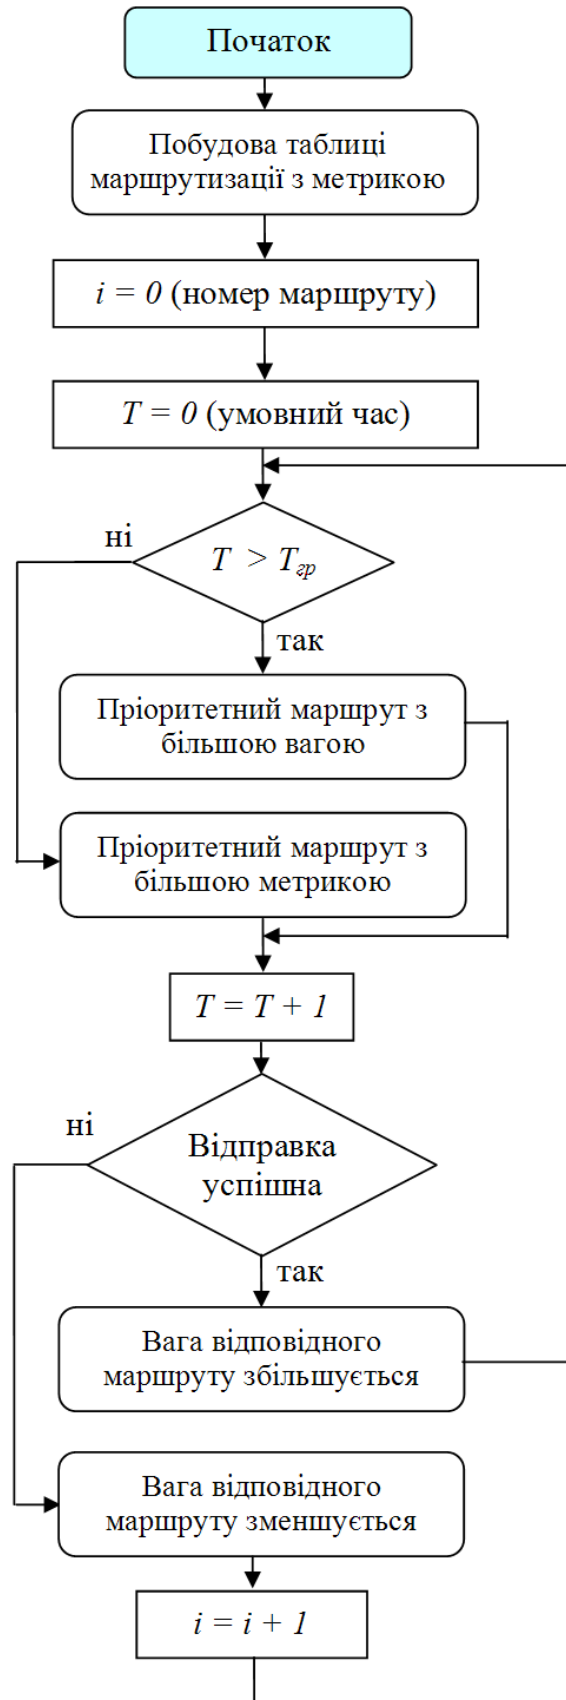 Початок
Побудова таблиці
маршрутизації з метрикою
i = 0 (номер маршруту)
T = 0 (умовний час)
ні
T > Tгр
так
Пріоритетний маршрут з
більшою вагою
Пріоритетний маршрут з
більшою метрикою
T = T + 1
ні
Відправка
успішна
так
Вага відповідного
маршруту збільшується
Вага відповідного
маршруту зменшується
i = i + 1